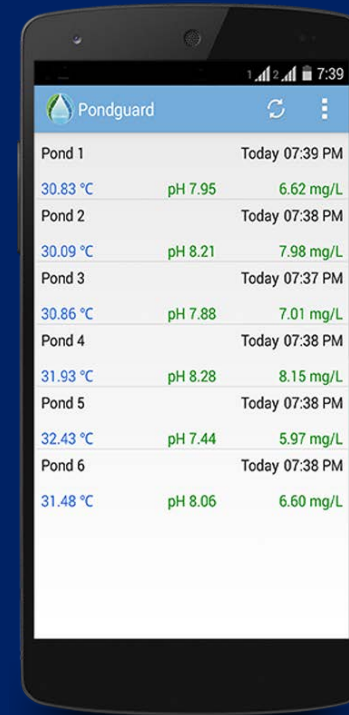 1 2 7:39
Pondguard
Pond 1 Today 07:39 PM
30.83 °C pH 7.95 6.62 mg/L
Pond 2 Today 07:38 PM
30.09 °C pH 8.21 7.98 mg/L
Pond 3 Today 07:37 PM
30.86 °C pH 7.88 7.01 mg/L
Pond 4 Today 07:38 PM
31.93 °C pH 8.28 8.15 mg/L
Pond 5 Today 07:38 PM
32.43 °C pH 7.44 5.97 mg/L
Pond 6 Today 07:38 PM
31.48 °C pH 8.06 6.60 mg/L